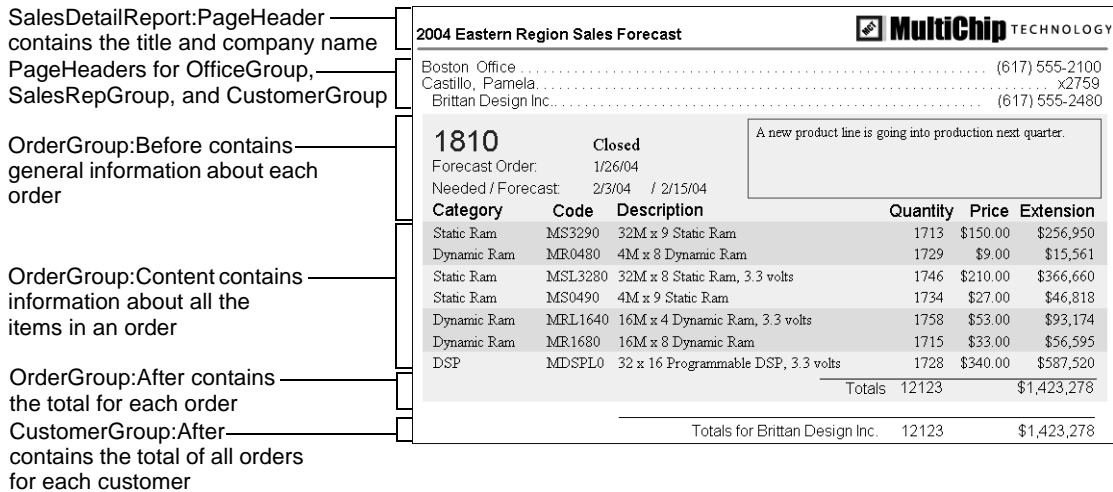 SalesDetailReport:PageHeader
contains the title and company name
PageHeaders for OfficeGroup,
SalesRepGroup, and CustomerGroup
OrderGroup:Before contains
general information about each
order
OrderGroup:Content contains
information about all the
items in an order
OrderGroup:After contains
the total for each order
CustomerGroup:After
contains the total of all orders
for each customer
2004 Eastern Region Sales Forecast
MultiChip TECHNOLOGY
Boston Office (617) 555-2100
Castillo, Pamela x2759
Brittan Design Inc. (617) 555-2480
1810 Closed
A new product line is going into production next quarter.
Forecast Order: 1/26/04
Needed / Forecast: 2/3/04 / 2/15/04
Category Code Description Quantity Price Extension
Static Ram MS3290 32M x 9 Static Ram 1713 $150.00 $256,950
Dynamic Ram MR0480 4M x 8 Dynamic Ram 1729 $9.00 $15,561
Static Ram MSL3280 32M x 8 Static Ram, 3.3 volts 1746 $210.00 $366,660
Static Ram MS0490 4M x 9 Static Ram 1734 $27.00 $46,818
Dynamic Ram MRL1640 16M x 4 Dynamic Ram, 3.3 volts 1758 $53.00 $93,174
Dynamic Ram MR1680 16M x 8 Dynamic Ram 1715 $33.00 $56,595
DSP MDSPL0 32 x 16 Programmable DSP, 3.3 volts 1728 $340.00 $587,520
Totals 12123 $1,423,278
Totals for Brittan Design Inc. 12123 $1,423,278